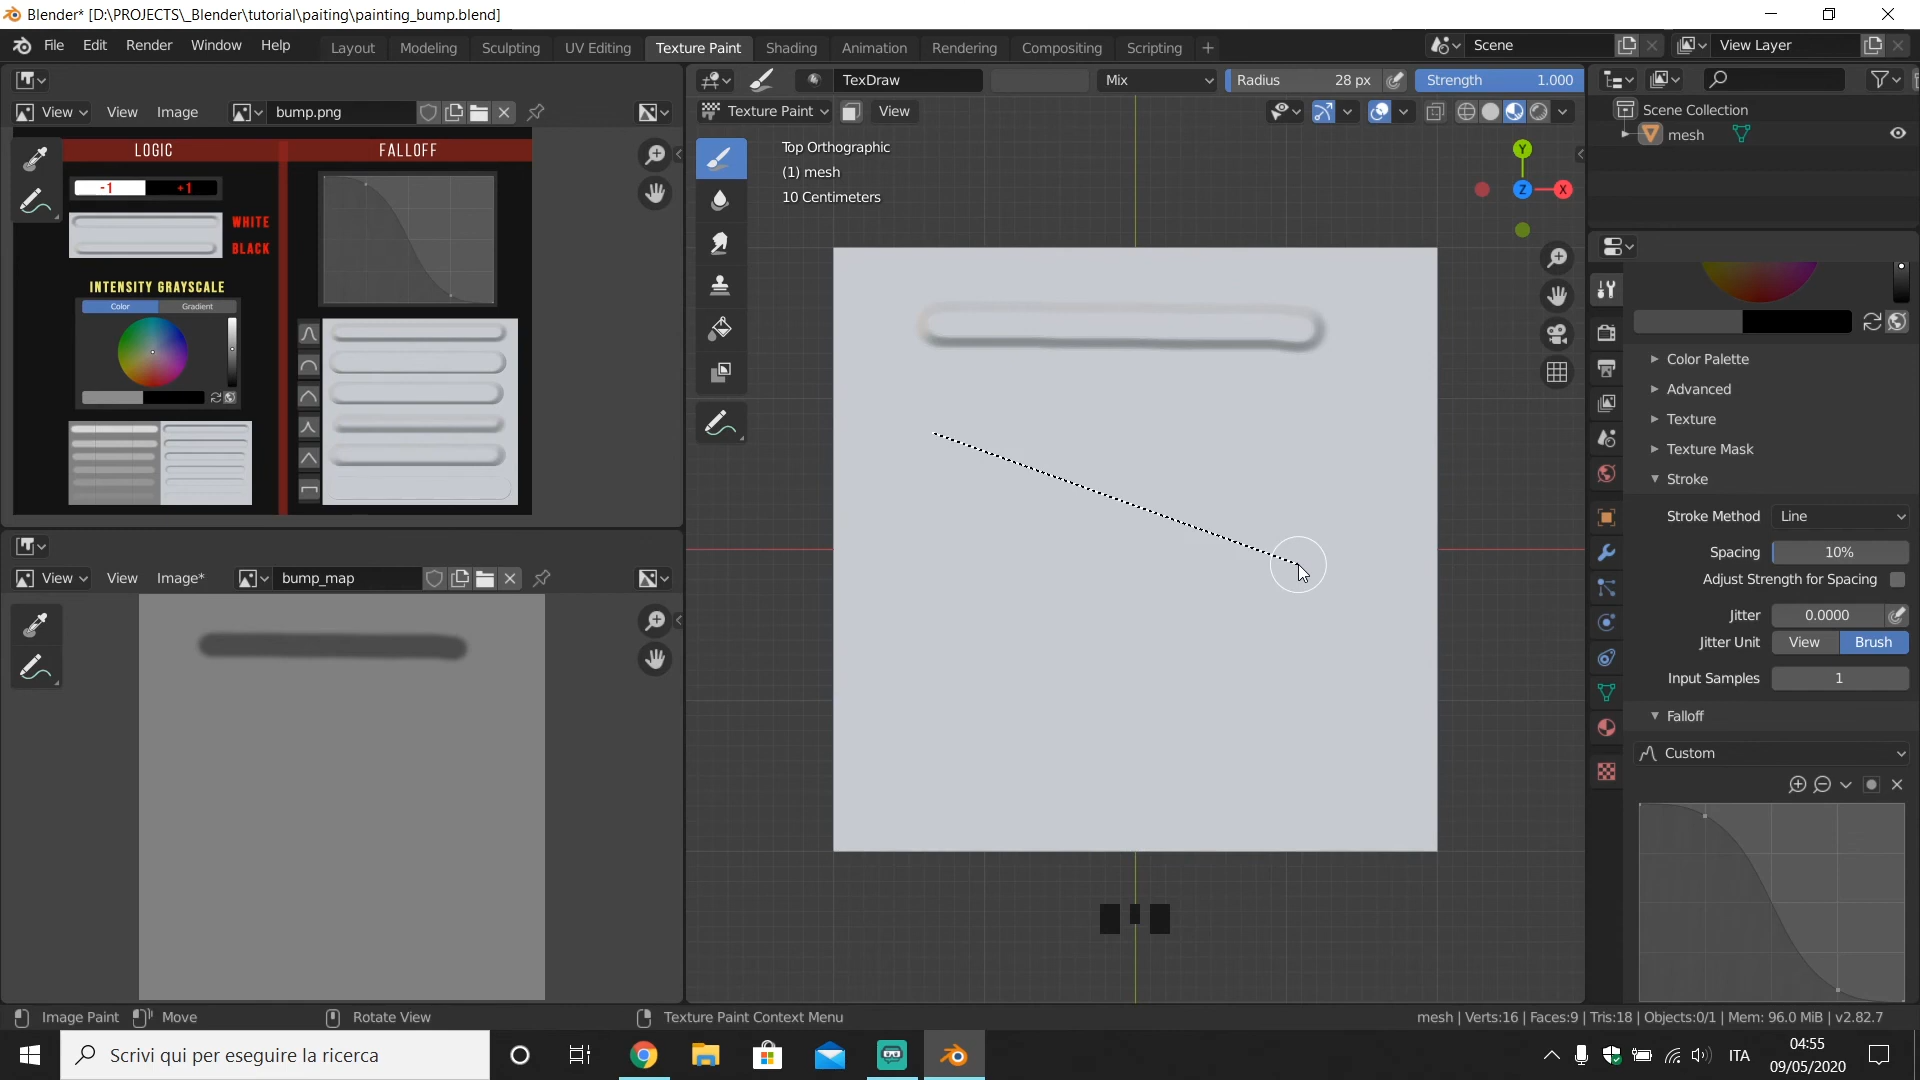 Blender* [D:\PROJECTS\_Blender\tutorial\paiting\painting_bump.blend]
File Edit Render Window Help
Layout Modeling Sculpting UV Editing Texture Paint Shading Animation Rendering Compositing Scripting +
Scene
View Layer
View View Image bump.png
LOGIC
FALLOFF
-1 +1
WHITE
BLACK
INTENSITY GRAYSCALE
Color Gradient
View View Image* bump_map
TexDraw Mix Radius 28 px Strength 1.000
Texture Paint View
Top Orthographic
(1) mesh
10 Centimeters
Y
Z X
Scene Collection
mesh
Color Palette
Advanced
Texture
Texture Mask
Stroke
Stroke Method Line
Spacing 10%
Adjust Strength for Spacing
Jitter 0.0000
Jitter Unit View Brush
Input Samples 1
Falloff
Custom
Image Paint Move Rotate View Texture Paint Context Menu
mesh | Verts:16 | Faces:9 | Tris:18 | Objects:0/1 | Mem: 96.0 MiB | v2.82.7
Scrivi qui per eseguire la ricerca
ITA
04:55
09/05/2020